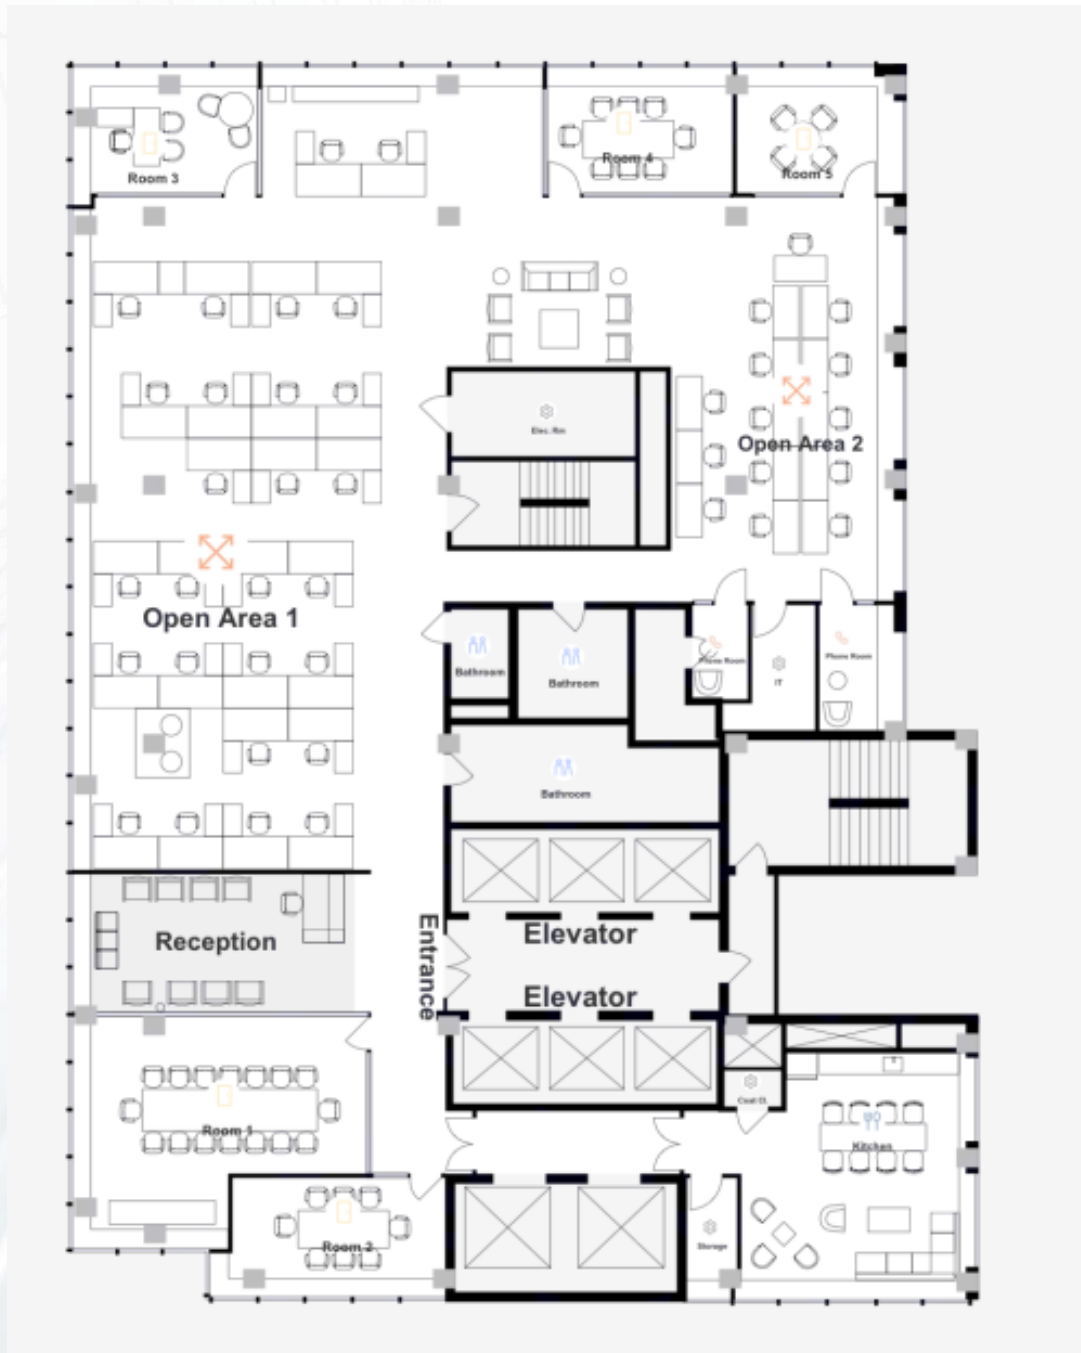 Room 3
Room 4
Room 5
Elec. Rm
Open Area 2
Open Area 1
Bathroom
Bathroom
Phone Room
IT
Phone Room
Bathroom
Reception
Entrance
Elevator
Elevator
Coat Cl.
Room 1
Kitchen
Room 2
Storage